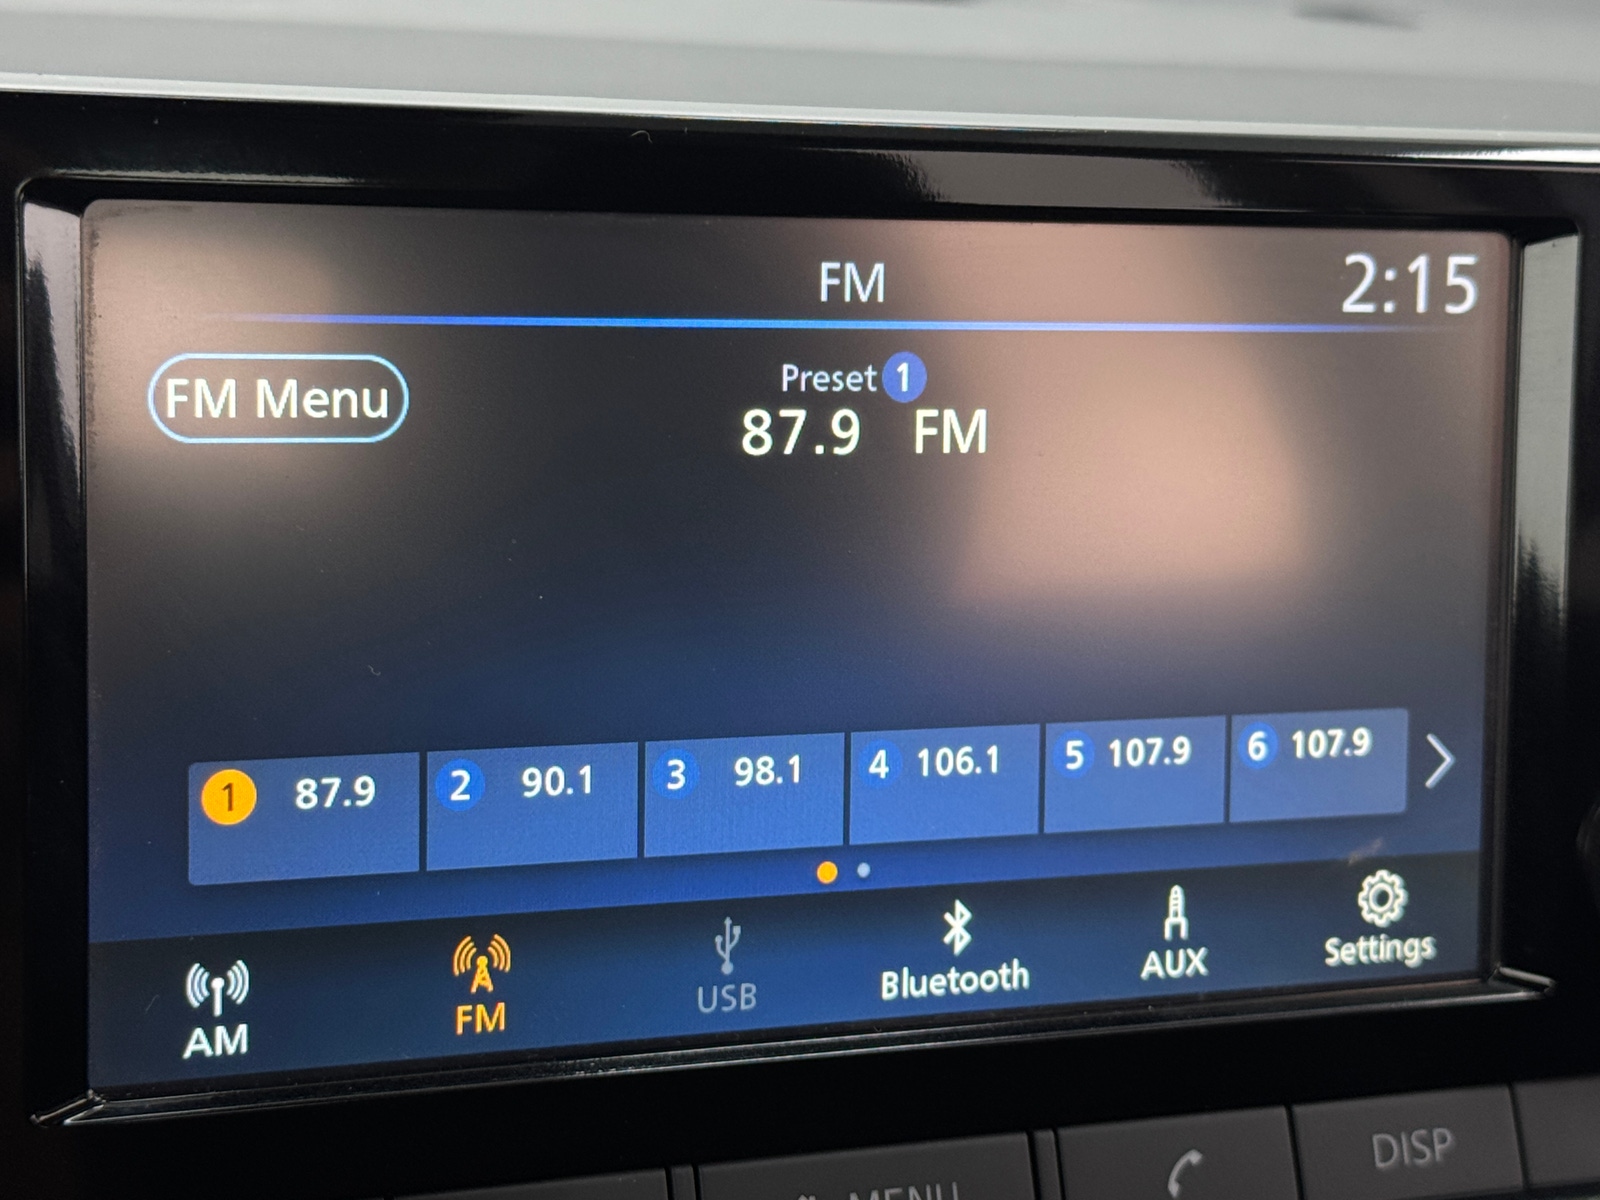 FM
2:15
FM Menu
Preset 1
87.9 FM
1 87.9 2 90.1 3 98.1 4 106.1 5 107.9 6 107.9
AM FM USB Bluetooth AUX Settings
MENU DISP